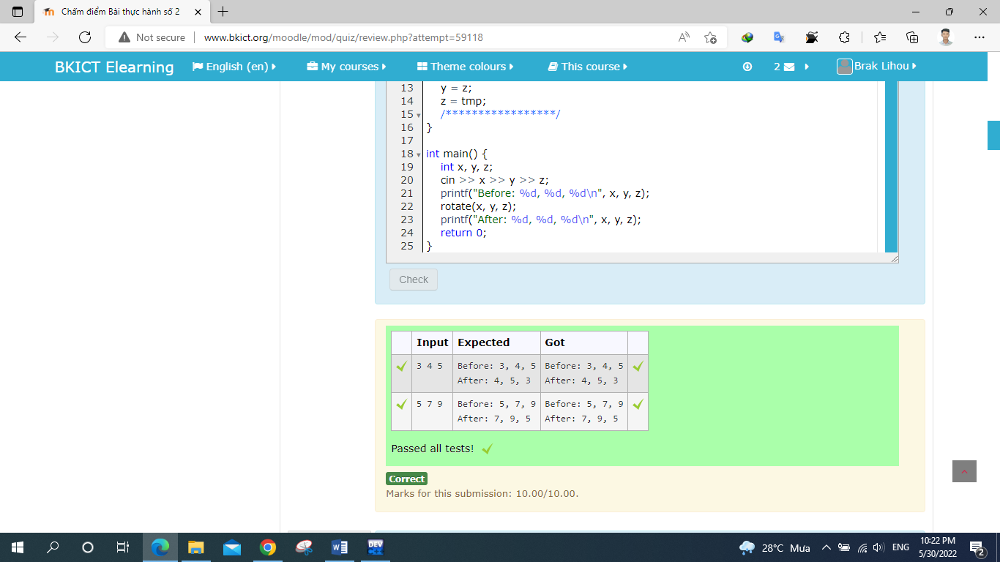 Chấm điểm Bài thực hành số 2
Not secure www.bkict.org/moodle/mod/quiz/review.php?attempt=59118
BKICT Elearning English (en) My courses Theme colours This course 2 Brak Lihou
13 y = z;
14 z = tmp;
15 /*****************/
16 }
17
18 int main() {
19 int x, y, z;
20 cin >> x >> y >> z;
21 printf("Before: %d, %d, %d\n", x, y, z);
22 rotate(x, y, z);
23 printf("After: %d, %d, %d\n", x, y, z);
24 return 0;
25 }
Check
Input Expected Got
3 4 5 Before: 3, 4, 5 Before: 3, 4, 5
After: 4, 5, 3 After: 4, 5, 3
5 7 9 Before: 5, 7, 9 Before: 5, 7, 9
After: 7, 9, 5 After: 7, 9, 5
Passed all tests!
Correct
Marks for this submission: 10.00/10.00.
DEV
28°C Mưa ENG 10:22 PM
5/30/2022 2